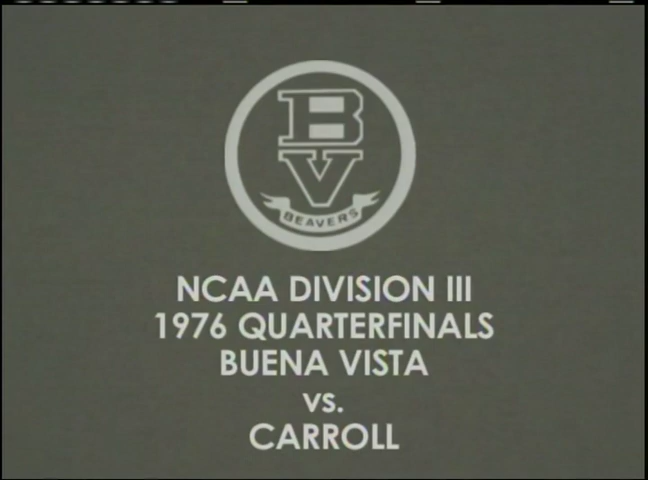 B
V
BEAVERS
NCAA DIVISION III
1976 QUARTERFINALS
BUENA VISTA
vs.
CARROLL